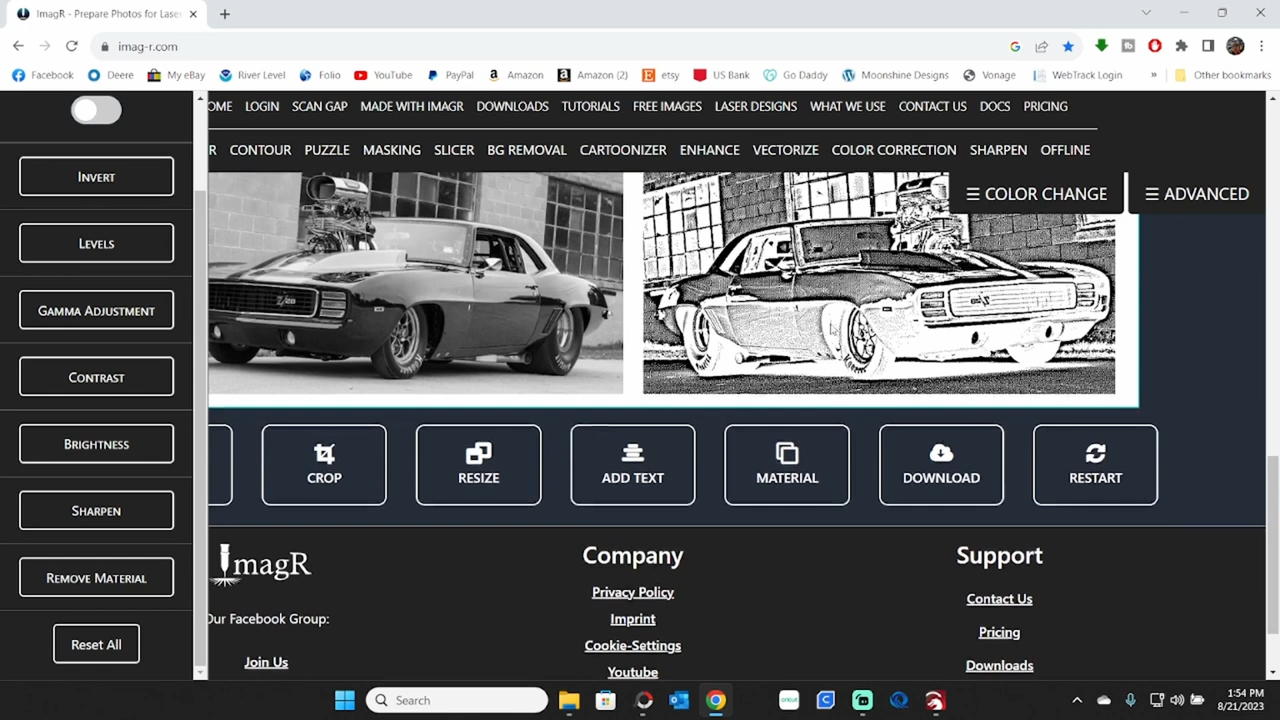 ImagR - Prepare Photos for Laser
imag-r.com
Facebook Deere My eBay River Level Folio YouTube PayPal Amazon Amazon (2) etsy US Bank Go Daddy Moonshine Designs Vonage WebTrack Login » Other bookmarks
OME LOGIN SCAN GAP MADE WITH IMAGR DOWNLOADS TUTORIALS FREE IMAGES LASER DESIGNS WHAT WE USE CONTACT US DOCS PRICING
R CONTOUR PUZZLE MASKING SLICER BG REMOVAL CARTOONIZER ENHANCE VECTORIZE COLOR CORRECTION SHARPEN OFFLINE
☰ COLOR CHANGE ☰ ADVANCED
INVERT
LEVELS
GAMMA ADJUSTMENT
CONTRAST
BRIGHTNESS
SHARPEN
REMOVE MATERIAL
Reset All
CROP RESIZE ADD TEXT MATERIAL DOWNLOAD RESTART
ImagR
Our Facebook Group:
Join Us
Company
Privacy Policy
Imprint
Cookie-Settings
Youtube
Support
Contact Us
Pricing
Downloads
Search
cricut
1:54 PM
8/21/2023